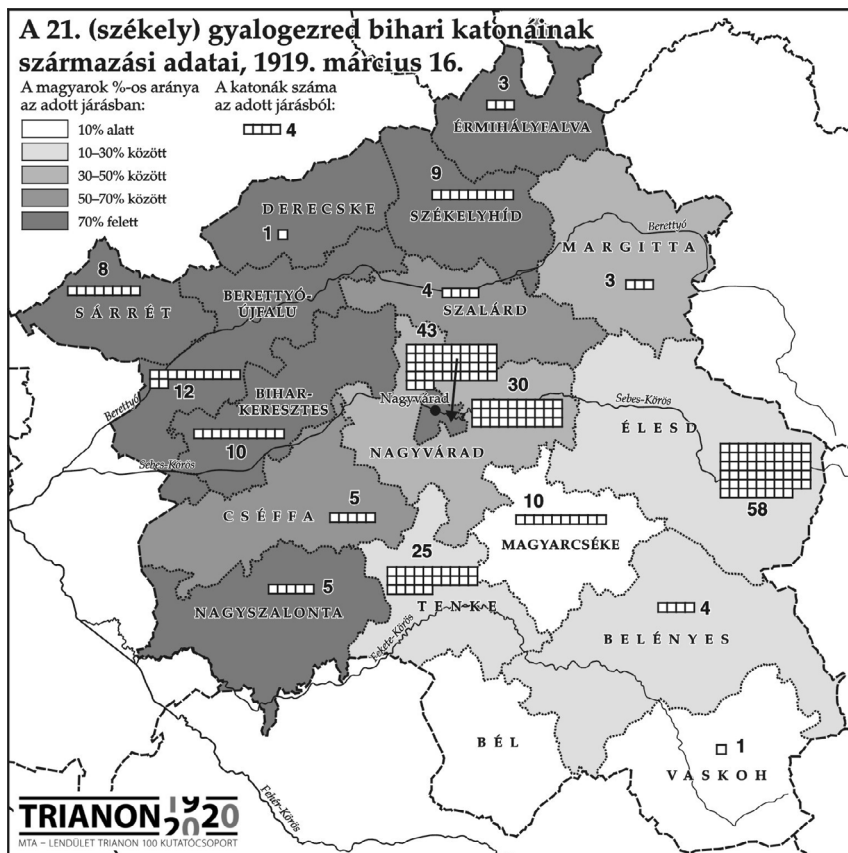 A 21. (székely) gyalogezred bihari katonáinak
származási adatai, 1919. március 16.
A magyarok %-os aránya
az adott járásban:
10% alatt
10–30% között
30–50% között
50–70% között
70% felett
A katonák száma
az adott járásból:
4
3
ÉRMIHÁLYFALVA
9
SZÉKELYHÍD
DERECSKE
1
Berettyó
MARGITTA
3
8
SÁRRÉT
BERETTYÓ-
ÚJFALU
4
SZALÁRD
43
12
BIHAR-
KERESZTES
Nagyvárad
30
Sebes-Körös
ÉLESD
Berettyó
10
NAGYVÁRAD
Sebes-Körös
58
5
CSÉFFA
10
MAGYARCSÉKE
25
5
NAGYSZALONTA
TENKE
4
BELÉNYES
Fekete-Körös
BÉL
1
VASKOH
Fehér-Körös
TRIANON 1920 2020
MTA – LENDÜLET TRIANON 100 KUTATÓCSOPORT